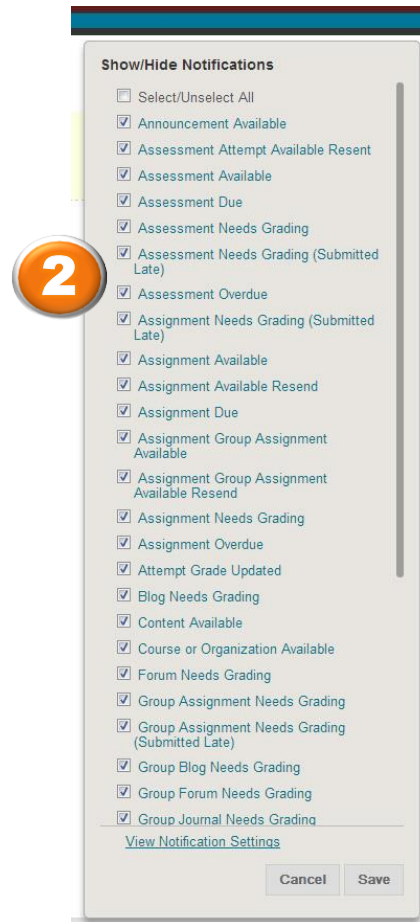 Show/Hide Notifications
Select/Unselect All
Announcement Available
Assessment Attempt Available Resent
Assessment Available
Assessment Due
Assessment Needs Grading
Assessment Needs Grading (Submitted
Late)
2
Assessment Overdue
Assignment Needs Grading (Submitted
Late)
Assignment Available
Assignment Available Resend
Assignment Due
Assignment Group Assignment
Available
Assignment Group Assignment
Available Resend
Assignment Needs Grading
Assignment Overdue
Attempt Grade Updated
Blog Needs Grading
Content Available
Course or Organization Available
Forum Needs Grading
Group Assignment Needs Grading
Group Assignment Needs Grading
(Submitted Late)
Group Blog Needs Grading
Group Forum Needs Grading
Group Journal Needs Grading
View Notification Settings
Cancel Save